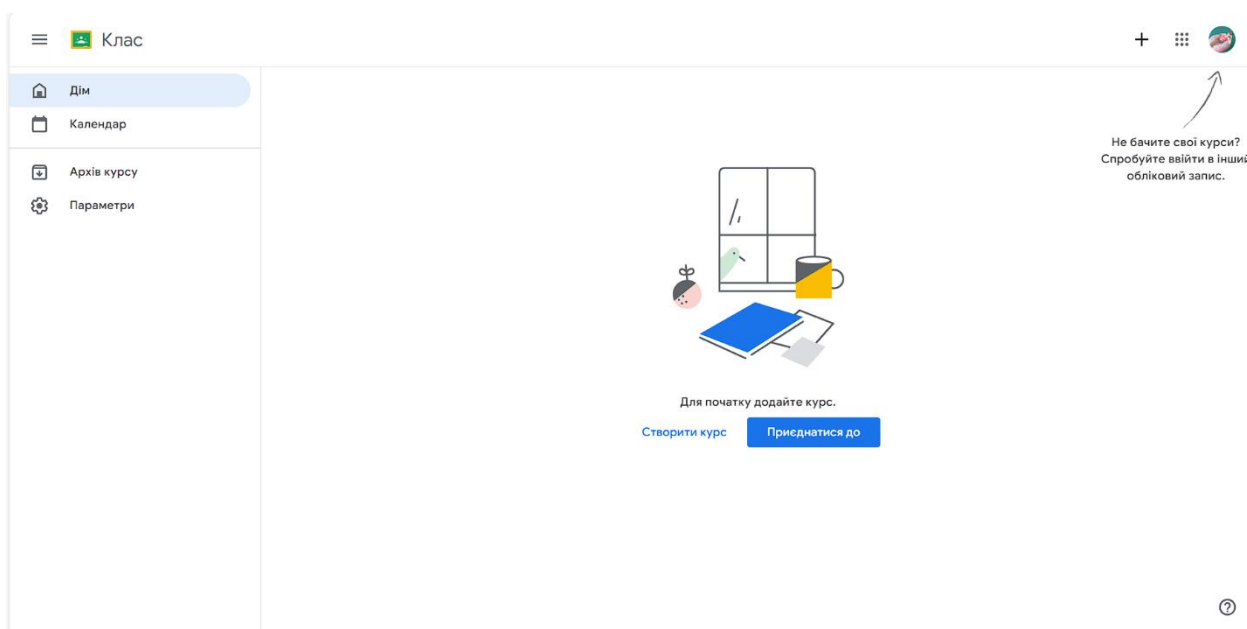 Клас
Дім
Календар
Архів курсу
Параметри
Не бачите свої курси?
Спробуйте ввійти в інший
обліковий запис.
Для початку додайте курс.
Створити курс
Приєднатися до